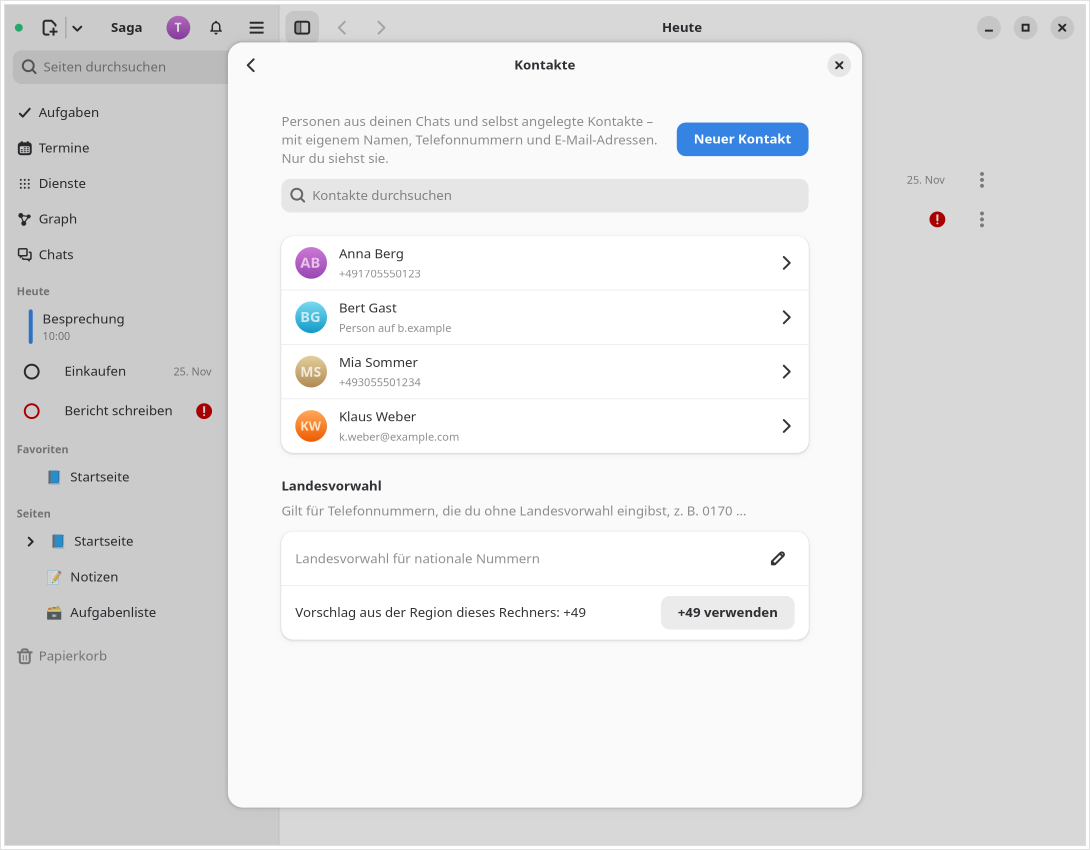 Saga
T
Heute
Seiten durchsuchen
Aufgaben
Termine
Dienste
Graph
Chats
Heute
Besprechung
10:00
Einkaufen 25. Nov
Bericht schreiben
Favoriten
Startseite
Seiten
Startseite
Notizen
Aufgabenliste
Papierkorb
25. Nov
Kontakte
Personen aus deinen Chats und selbst angelegte Kontakte –
mit eigenem Namen, Telefonnummern und E-Mail-Adressen.
Nur du siehst sie.
Neuer Kontakt
Kontakte durchsuchen
AB
Anna Berg
+491705550123
BG
Bert Gast
Person auf b.example
MS
Mia Sommer
+493055501234
KW
Klaus Weber
k.weber@example.com
Landesvorwahl
Gilt für Telefonnummern, die du ohne Landesvorwahl eingibst, z. B. 0170 …
Landesvorwahl für nationale Nummern
Vorschlag aus der Region dieses Rechners: +49
+49 verwenden